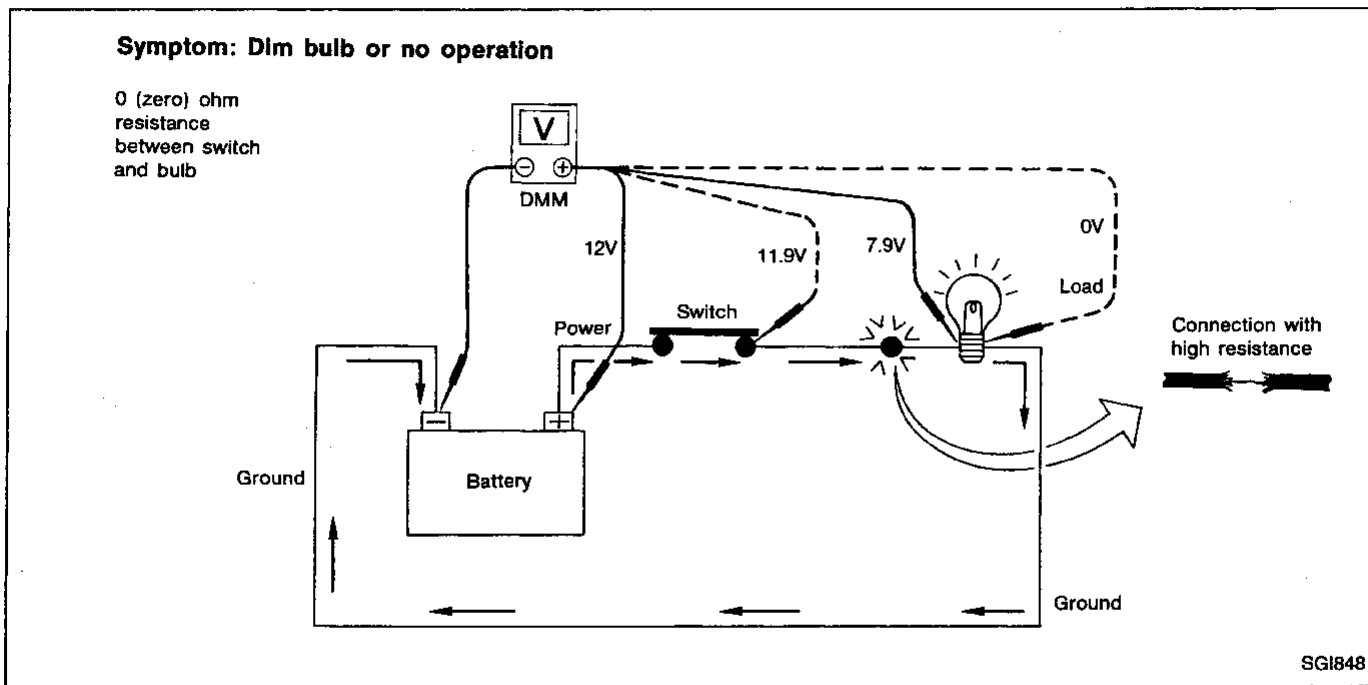 Symptom: Dim bulb or no operation
0 (zero) ohm
resistance
between switch
and bulb
V
− +
DMM
12V
11.9V
7.9V
0V
Load
Switch
Power
Connection with
high resistance
− +
Battery
Ground
Ground
SGI848